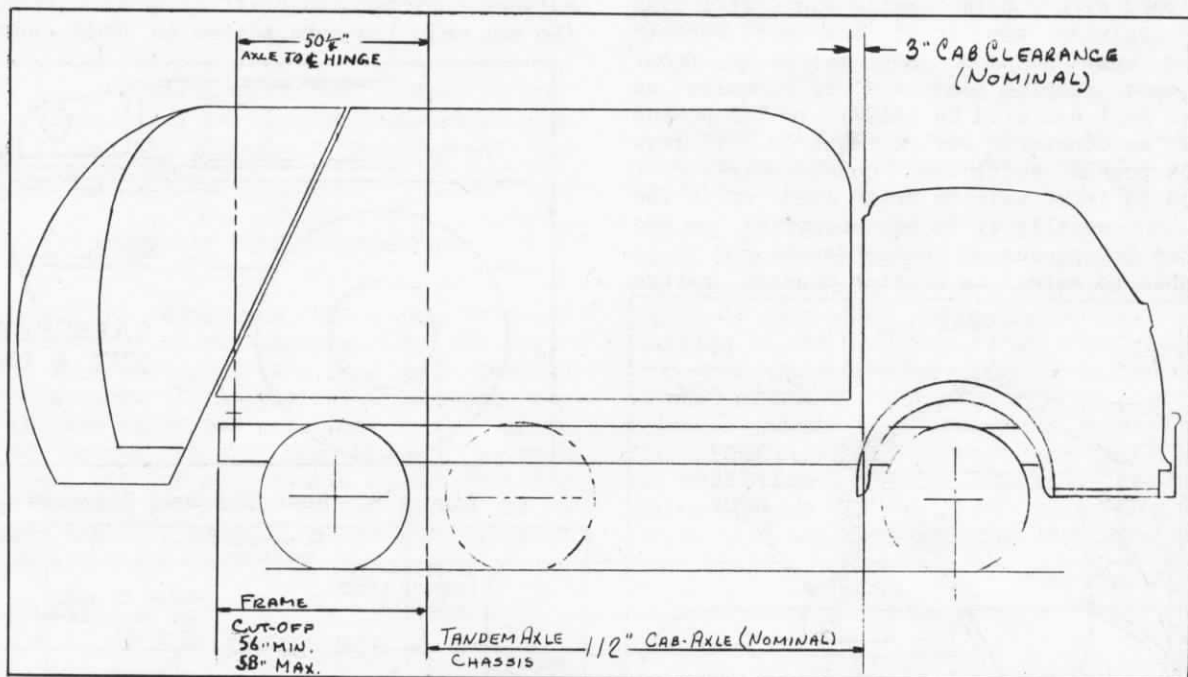 50¼"
AXLE TO ℄ HINGE
3" CAB CLEARANCE
(NOMINAL)
FRAME
CUT-OFF
56" MIN.
58" MAX.
TANDEM AXLE
CHASSIS
112" CAB-AXLE (NOMINAL)